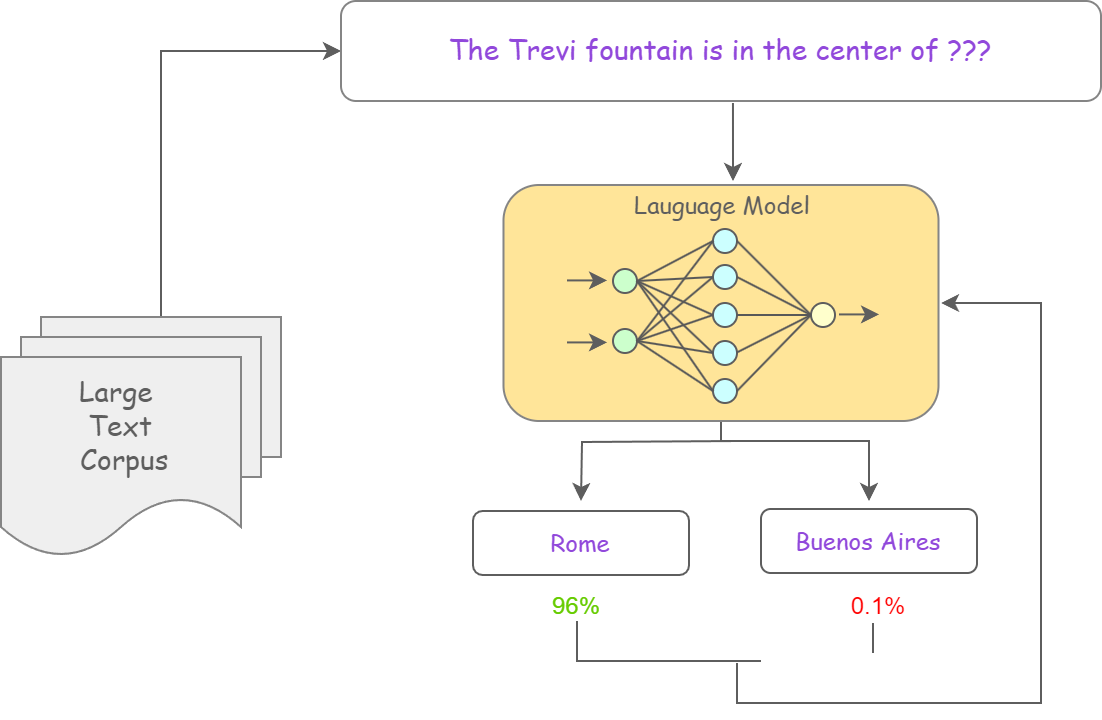 The Trevi fountain is in the center of ???
Lauguage Model
Large
Text
Corpus
Rome
Buenos Aires
96%
0.1%